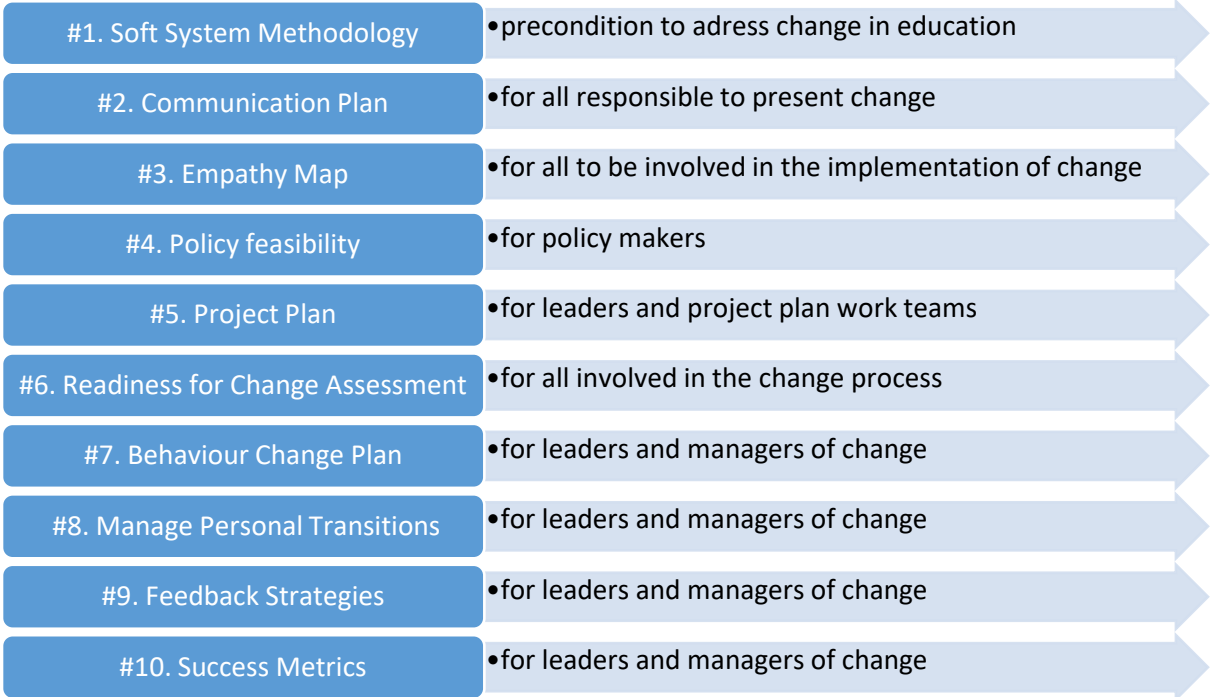 #1. Soft System Methodology
•precondition to adress change in education
#2. Communication Plan
•for all responsible to present change
#3. Empathy Map
•for all to be involved in the implementation of change
#4. Policy feasibility
•for policy makers
#5. Project Plan
•for leaders and project plan work teams
#6. Readiness for Change Assessment
•for all involved in the change process
#7. Behaviour Change Plan
•for leaders and managers of change
#8. Manage Personal Transitions
•for leaders and managers of change
#9. Feedback Strategies
•for leaders and managers of change
#10. Success Metrics
•for leaders and managers of change